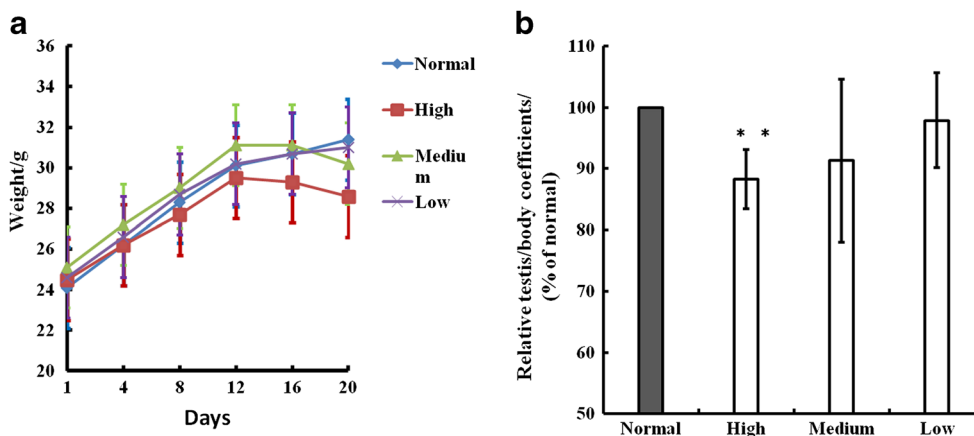 a
36
34
32
30
28
26
24
22
20
Weight/g
1 4 8 12 16 20
Days
Normal
High
Mediu
m
Low
b
110
100
90
80
70
60
50
Relative testis/body coefficients/
(% of normal)
* *
Normal High Medium Low